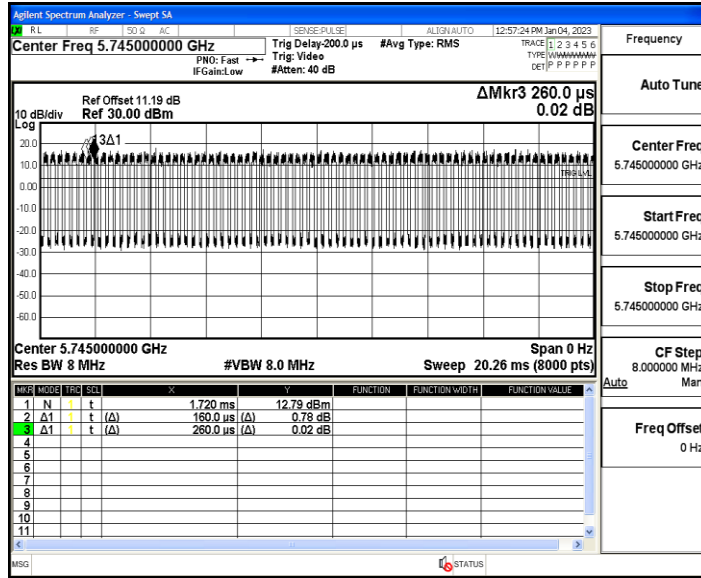 Agilent Spectrum Analyzer - Swept SA
RL RF 50 Ω AC SENSE:PULSE ALIGN AUTO 12:57:24 PM Jan 04, 2023
Center Freq 5.745000000 GHz
PNO: Fast
IFGain:Low
Trig Delay-200.0 µs
Trig: Video
#Atten: 40 dB
#Avg Type: RMS
TRACE 1 2 3 4 5 6
TYPE
DET P P P P P P
ΔMkr3 260.0 µs
0.02 dB
Ref Offset 11.19 dB
10 dB/div Ref 30.00 dBm
Log
3Δ1
20.0
10.0
TRIG LVL
0.00
-10.0
-20.0
-30.0
-40.0
-50.0
-60.0
Center 5.745000000 GHz Span 0 Hz
Res BW 8 MHz #VBW 8.0 MHz Sweep 20.26 ms (8000 pts)
MKR MODE TRC SCL X Y FUNCTION FUNCTION WIDTH FUNCTION VALUE
1 N 1 t 1.720 ms 12.79 dBm
2 Δ1 1 t (Δ) 160.0 µs (Δ) 0.78 dB
3 Δ1 1 t (Δ) 260.0 µs (Δ) 0.02 dB
4
5
6
7
8
9
10
11
MSG STATUS
Frequency
Auto Tune
Center Freq
5.745000000 GHz
Start Freq
5.745000000 GHz
Stop Freq
5.745000000 GHz
CF Step
8.000000 MHz
Auto Man
Freq Offset
0 Hz